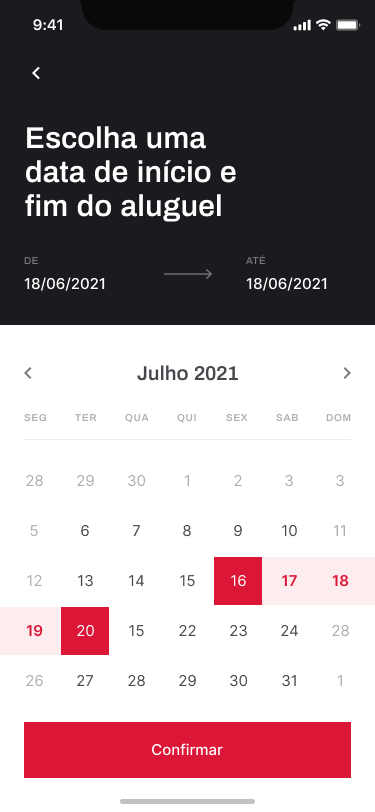 9:41
Escolha uma
data de início e
fim do aluguel
DE ATÉ
18/06/2021 18/06/2021
Julho 2021
SEG TER QUA QUI SEX SAB DOM
28 29 30 1 2 3 3
5 6 7 8 9 10 11
12 13 14 15 16 17 18
19 20 15 22 23 24 28
26 27 28 29 30 31 1
Confirmar